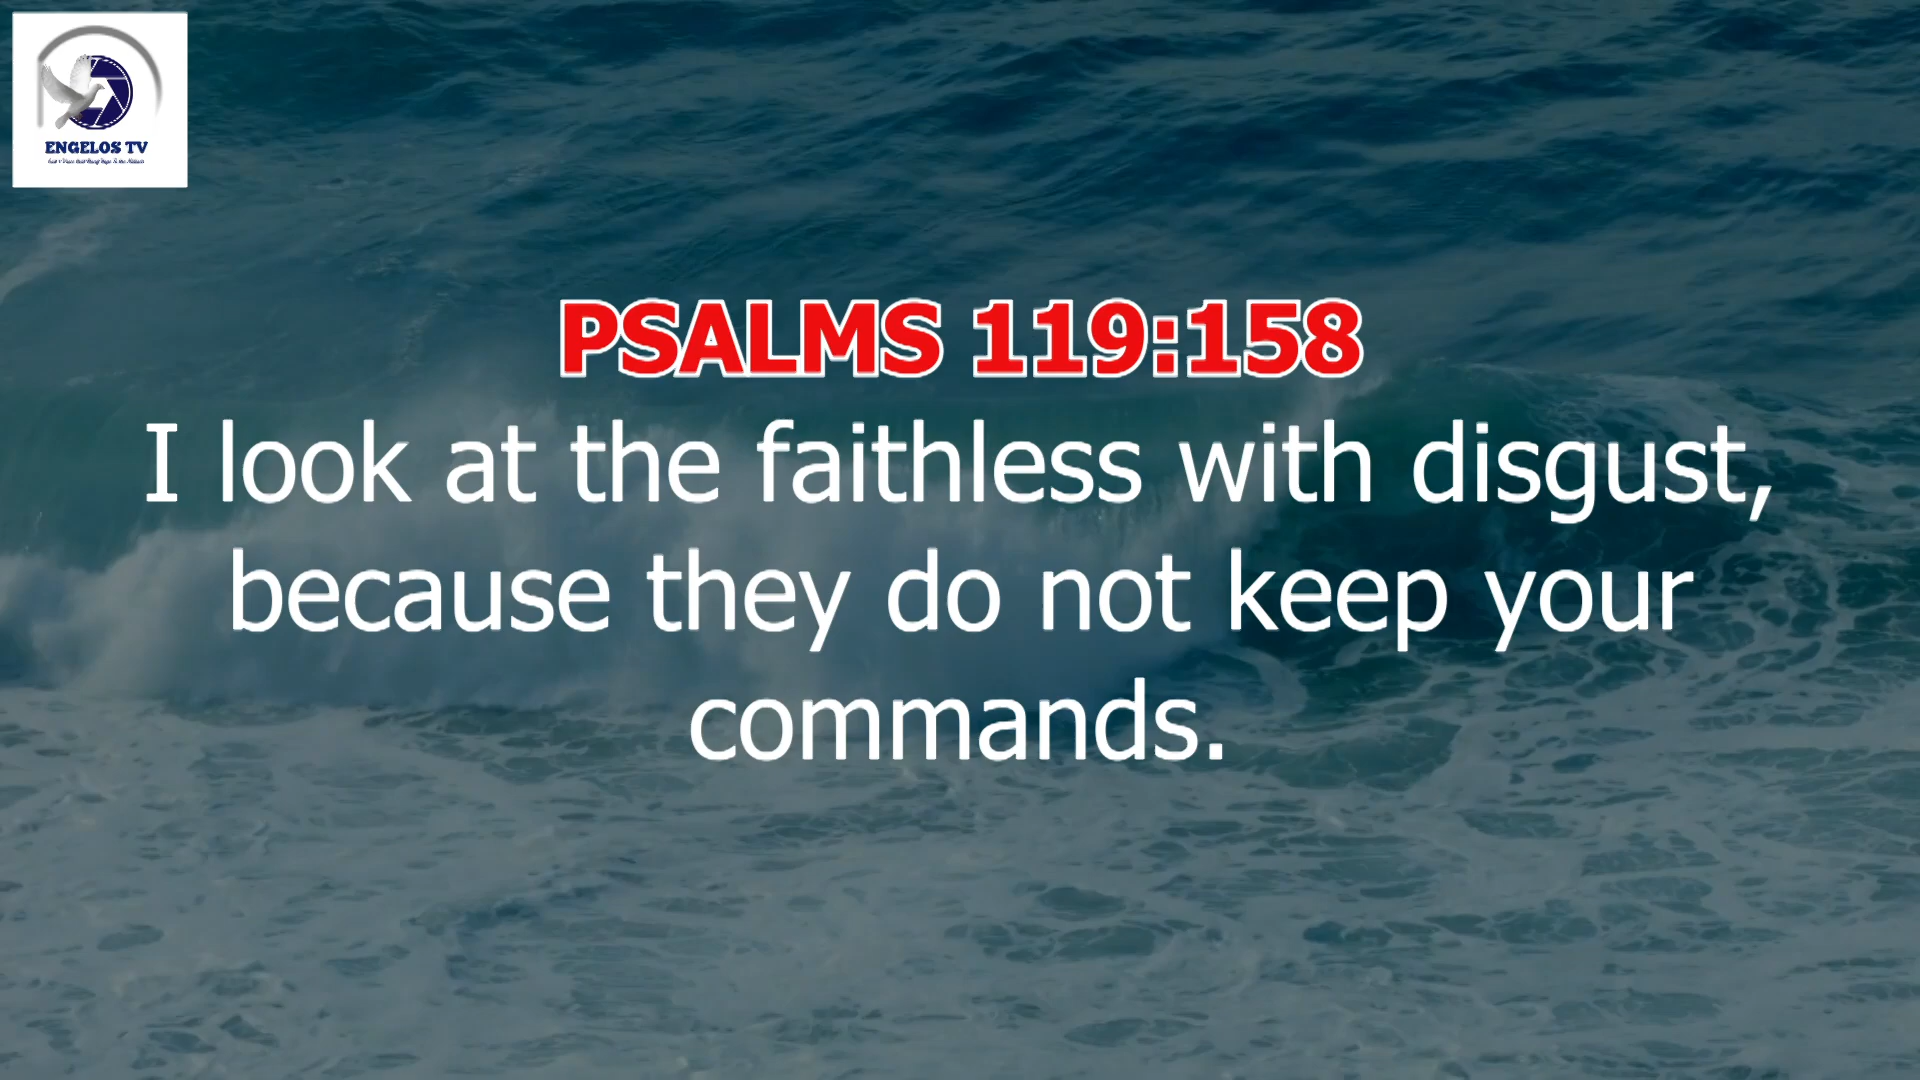 ENGELOS TV
PSALMS 119:158
I look at the faithless with disgust,
because they do not keep your
commands.